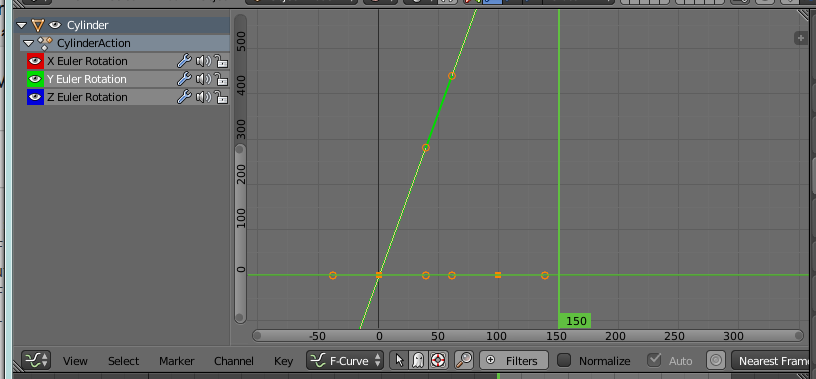 Cylinder
CylinderAction
X Euler Rotation
Y Euler Rotation
Z Euler Rotation
500
400
300
200
100
0
150
-50 0 50 100 150 200 250 300
View Select Marker Channel Key F-Curve Filters Normalize Auto Nearest Fram